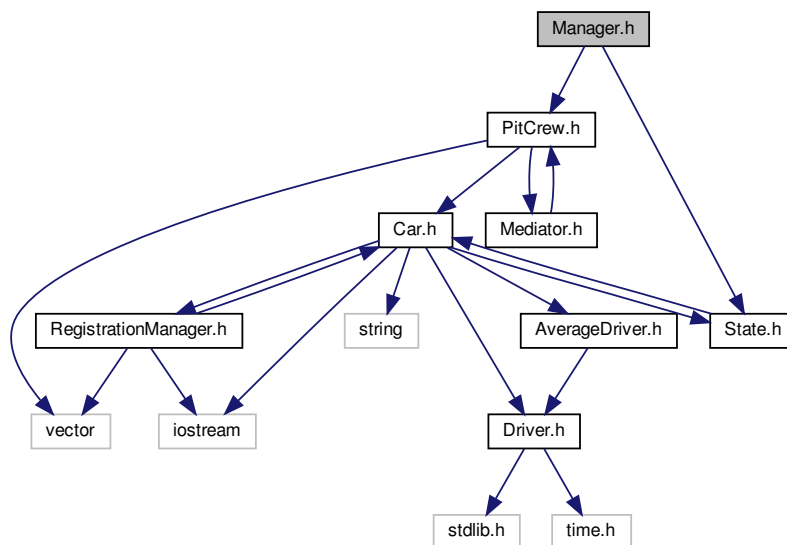 Manager.h
PitCrew.h
Car.h
Mediator.h
RegistrationManager.h
string
AverageDriver.h
State.h
vector
iostream
Driver.h
stdlib.h
time.h